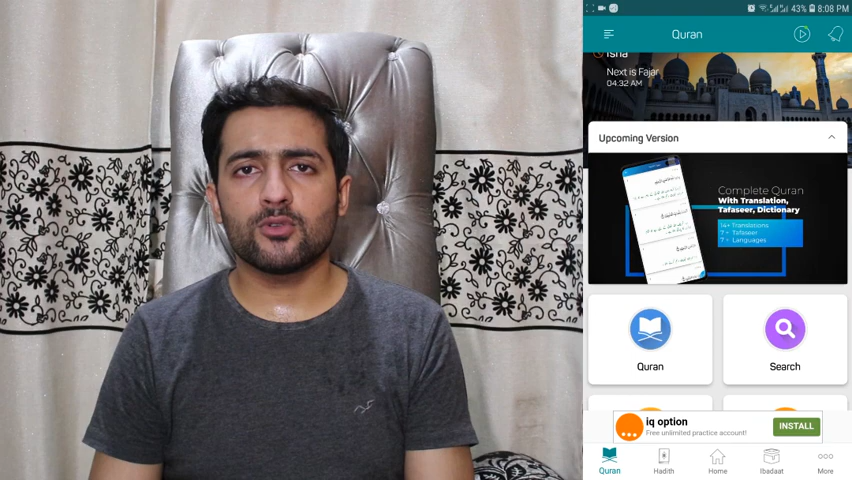 43% 8:08 PM
Quran
Isha
Next is Fajar
04:32 AM
Upcoming Version
Complete Quran
With Translation,
Tafaseer, Dictionary
14+ Translations
7+ Tafaseer
7+ Languages
Quran
Search
iq option
Free unlimited practice account!
INSTALL
Quran
Hadith
Home
Ibadaat
More